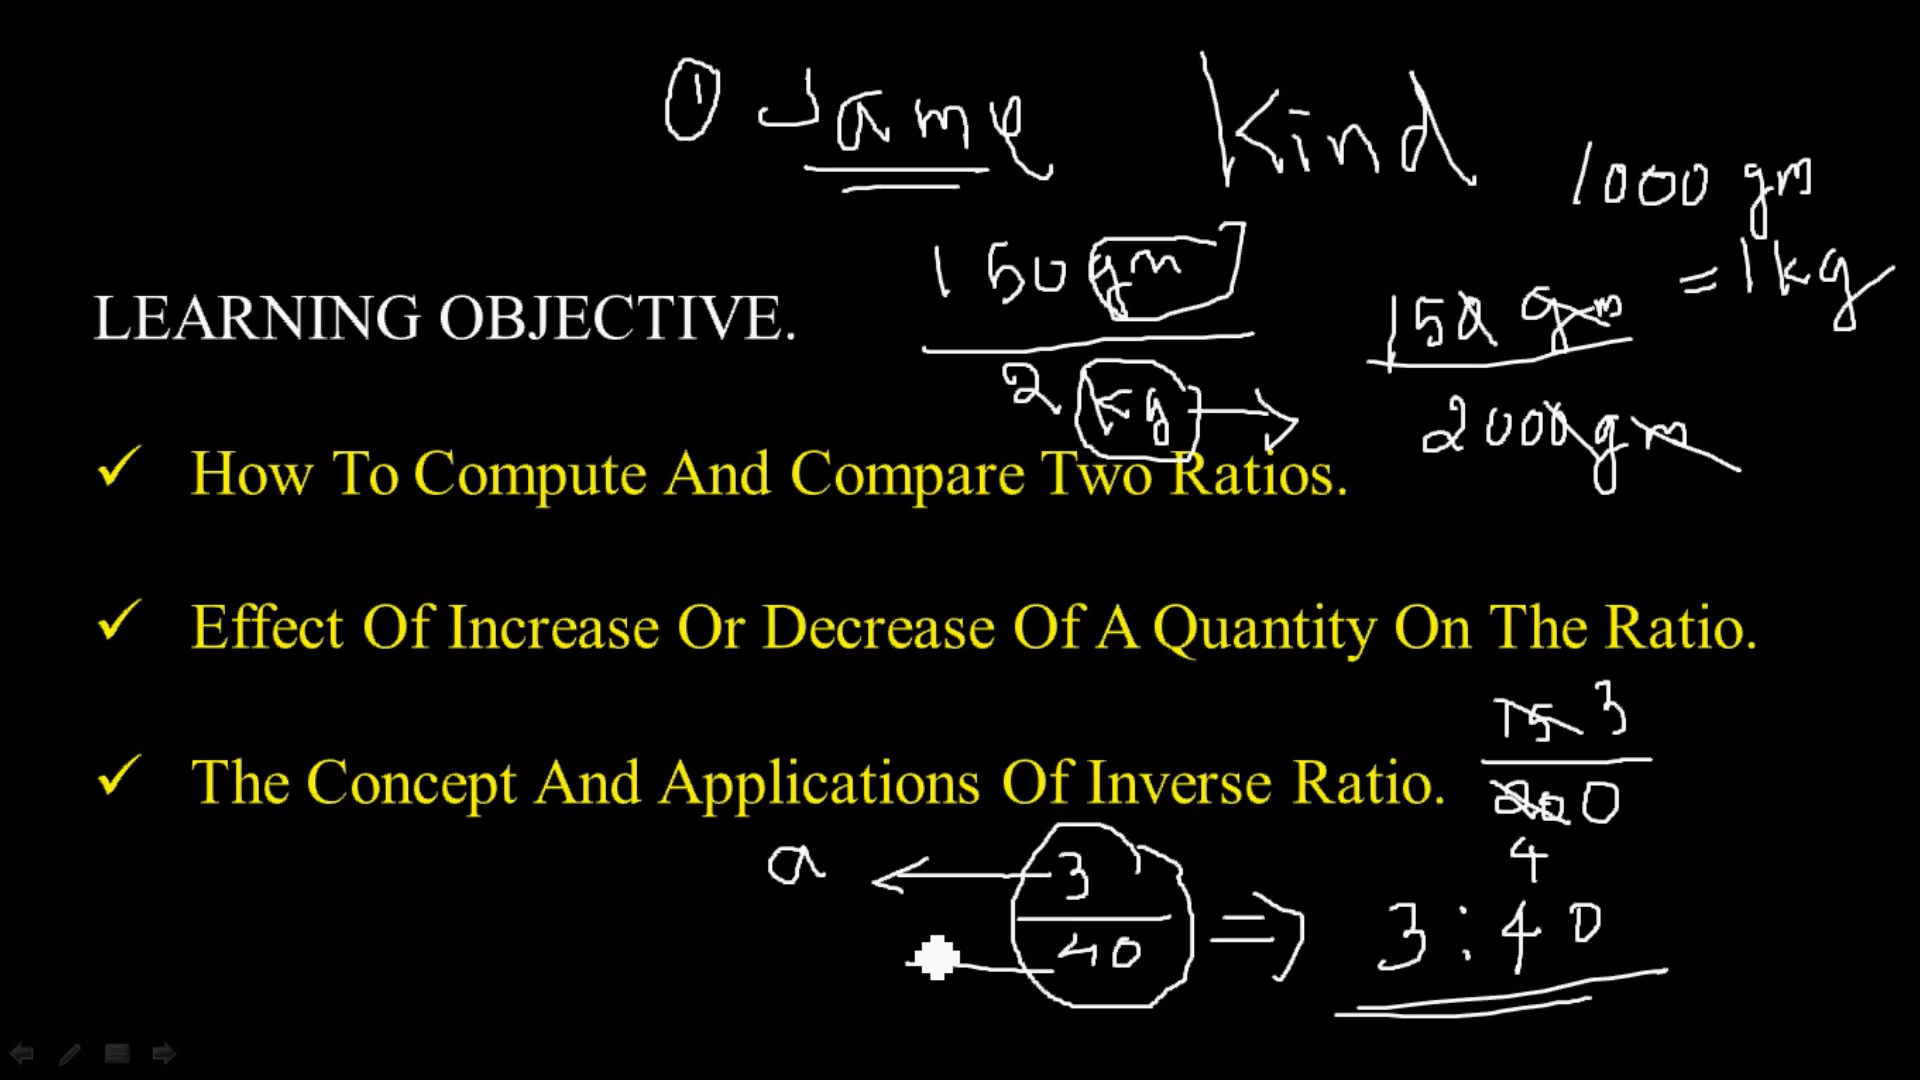 ① Same Kind
1000 gm
= 1kg
150 gm
2 kg →
150 gm
2000 gm
LEARNING OBJECTIVE.
✓ How To Compute And Compare Two Ratios.
✓ Effect Of Increase Or Decrease Of A Quantity On The Ratio.
✓ The Concept And Applications Of Inverse Ratio.
15 3
20 0
4
a ← 3
40
⇒ 3:40